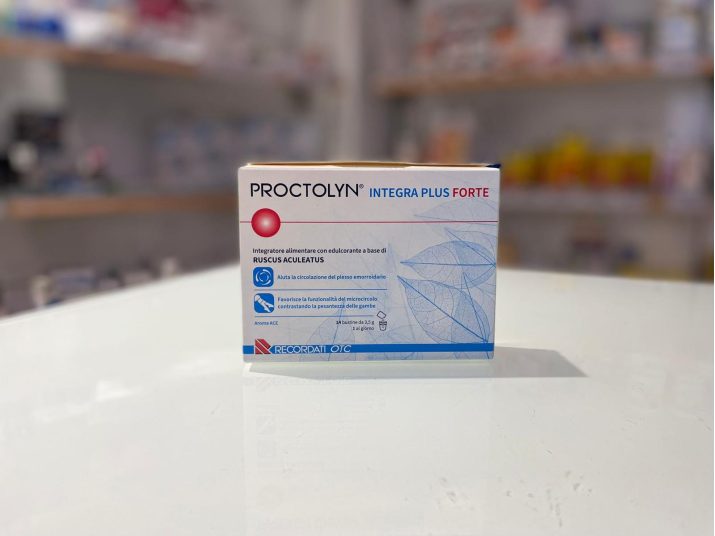 PROCTOLYN® INTEGRA PLUS FORTE
Integratore alimentare con edulcorante a base di
RUSCUS ACULEATUS
Aiuta la circolazione del plesso emorroidario
Favorisce la funzionalità del microcircolo
contrastando la pesantezza delle gambe
Aroma ACE
14 bustine da 3,5 g
1 al giorno
RECORDATI OTC